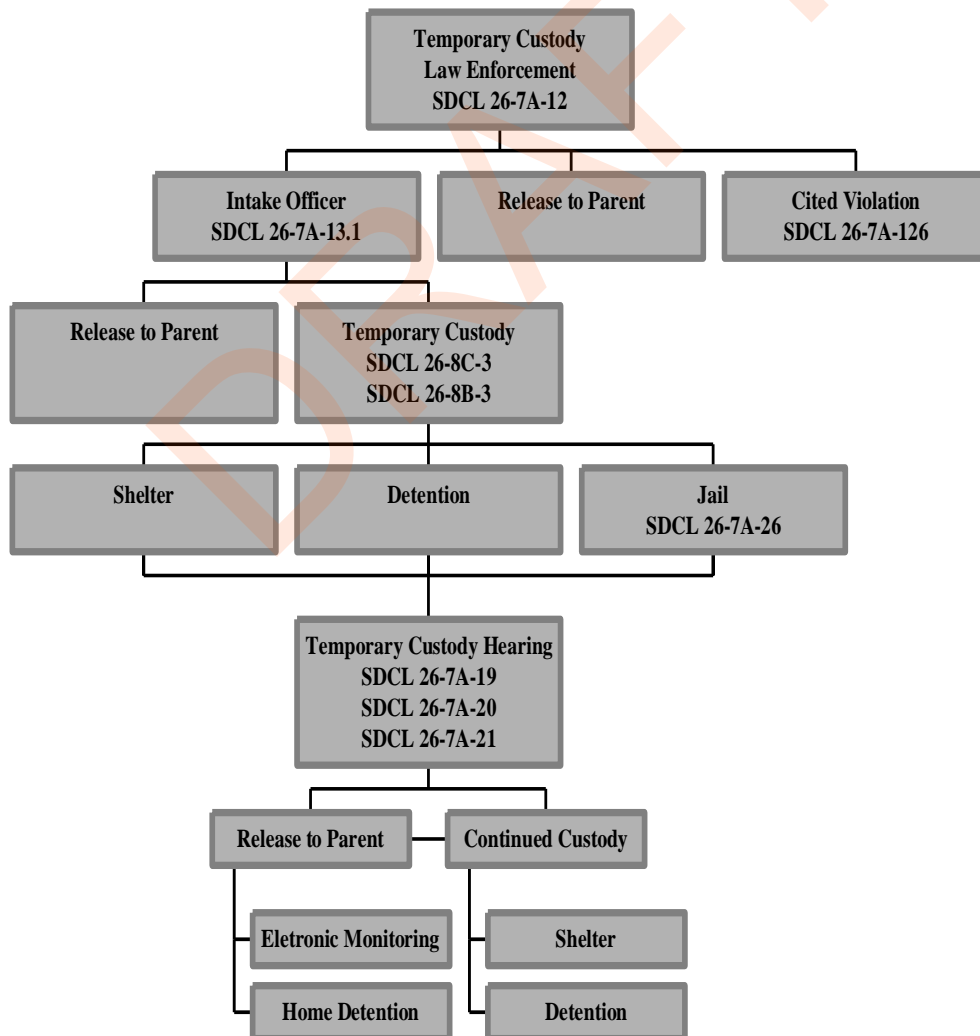 Temporary Custody
Law Enforcement
SDCL 26-7A-12
Intake Officer
SDCL 26-7A-13.1
Release to Parent
Cited Violation
SDCL 26-7A-126
Release to Parent
Temporary Custody
SDCL 26-8C-3
SDCL 26-8B-3
Shelter
Detention
Jail
SDCL 26-7A-26
Temporary Custody Hearing
SDCL 26-7A-19
SDCL 26-7A-20
SDCL 26-7A-21
Release to Parent
Continued Custody
Eletronic Monitoring
Shelter
Home Detention
Detention
DRAFT